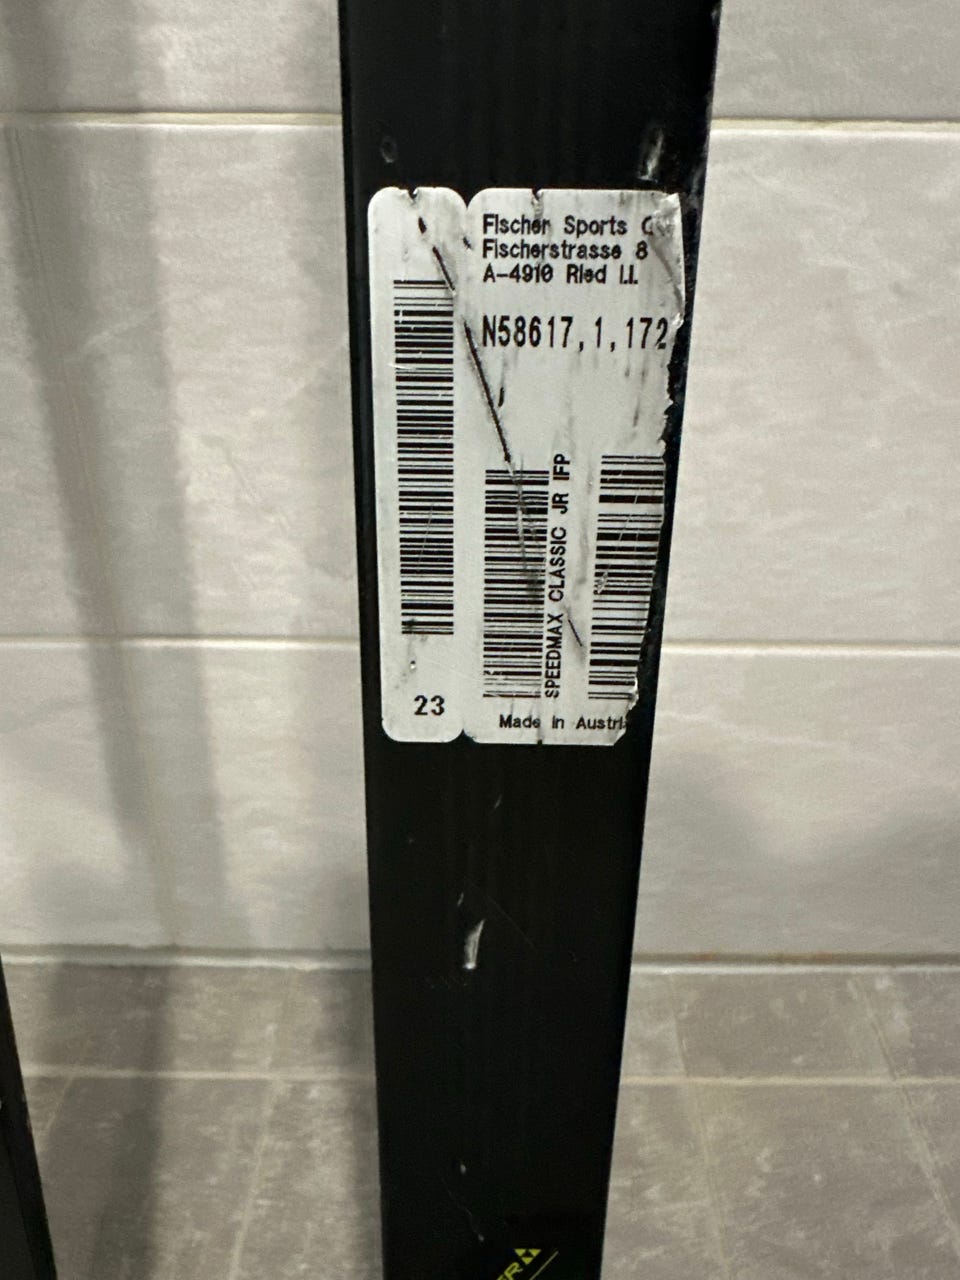 Fischer Sports G
Fischerstrasse 8
A-4910 Ried I.I.
N58617,1,172
SPEEDMAX CLASSIC JR IFP
23
Made in Austria